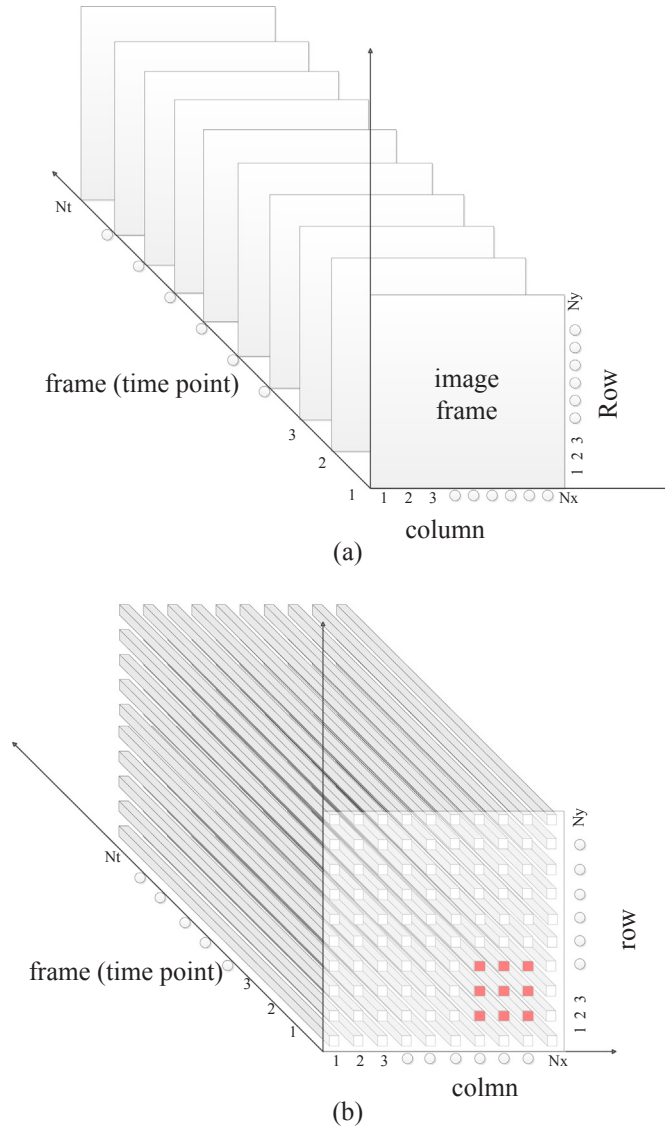 Nt
frame (time point)
3
2
1
image
frame
Ny
3
2
1
Row
1 2 3 Nx
column
(a)
Nt
frame (time point)
3
2
1
Ny
3
2
1
row
1 2 3 Nx
colmn
(b)